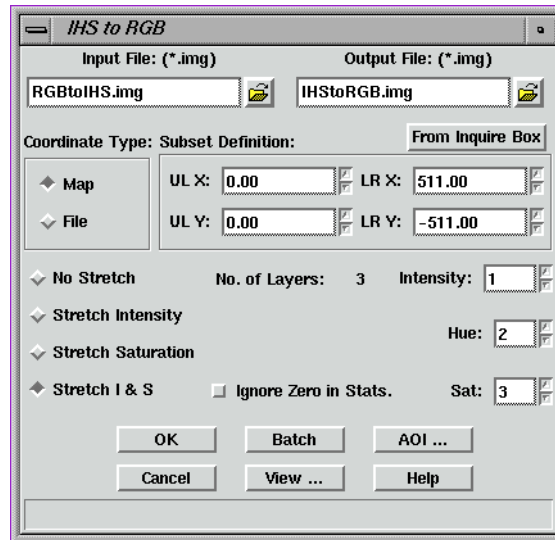 IHS to RGB
Input File: (*.img) Output File: (*.img)
RGBtoIHS.img IHStoRGB.img
From Inquire Box
Coordinate Type: Subset Definition:
Map UL X: 0.00 LR X: 511.00
File UL Y: 0.00 LR Y: -511.00
No Stretch No. of Layers: 3 Intensity: 1
Stretch Intensity
Hue: 2
Stretch Saturation
Stretch I & S Ignore Zero in Stats. Sat: 3
OK Batch AOI ...
Cancel View ... Help